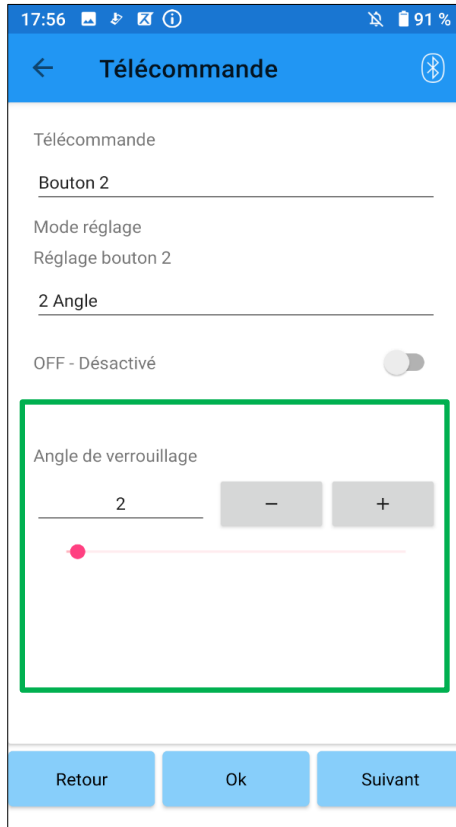 17:56 91 %
Télécommande
Télécommande
Bouton 2
Mode réglage
Réglage bouton 2
2 Angle
OFF - Désactivé
Angle de verrouillage
2 − +
Retour Ok Suivant